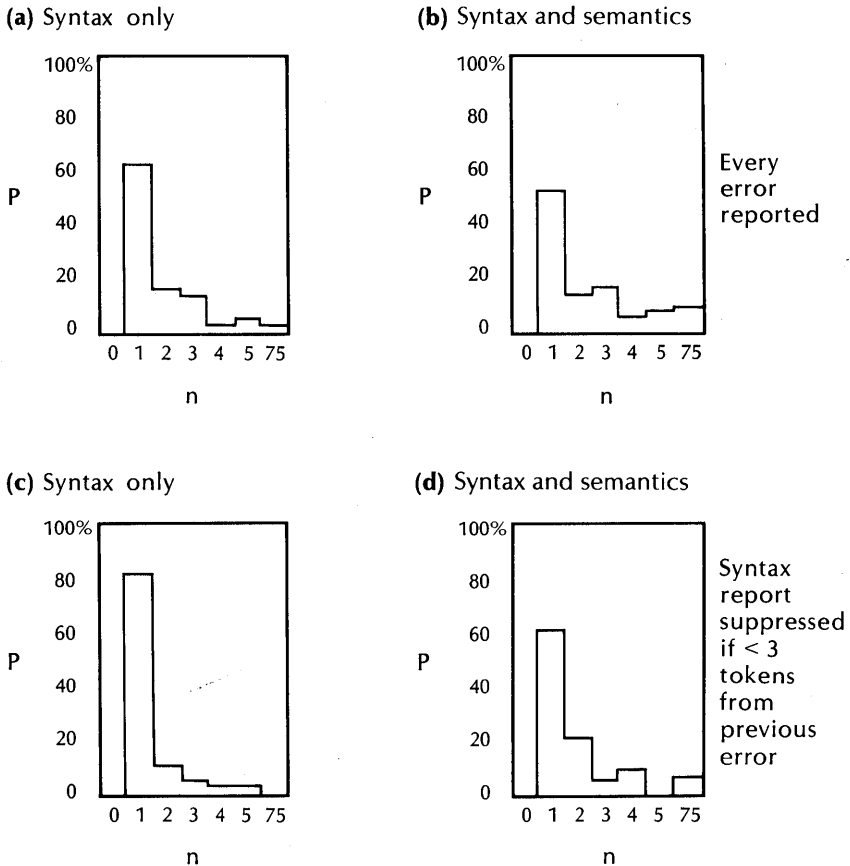 (a) Syntax only
100%
80
60
P
40
20
0
0 1 2 3 4 5 75
n
(b) Syntax and semantics
100%
80
60
P
40
20
0
0 1 2 3 4 5 75
n
Every
error
reported
(c) Syntax only
100%
80
60
P
40
20
0
0 1 2 3 4 5 75
n
(d) Syntax and semantics
100%
80
60
P
40
20
0
0 1 2 3 4 5 75
n
Syntax
report
suppressed
if < 3
tokens
from
previous
error